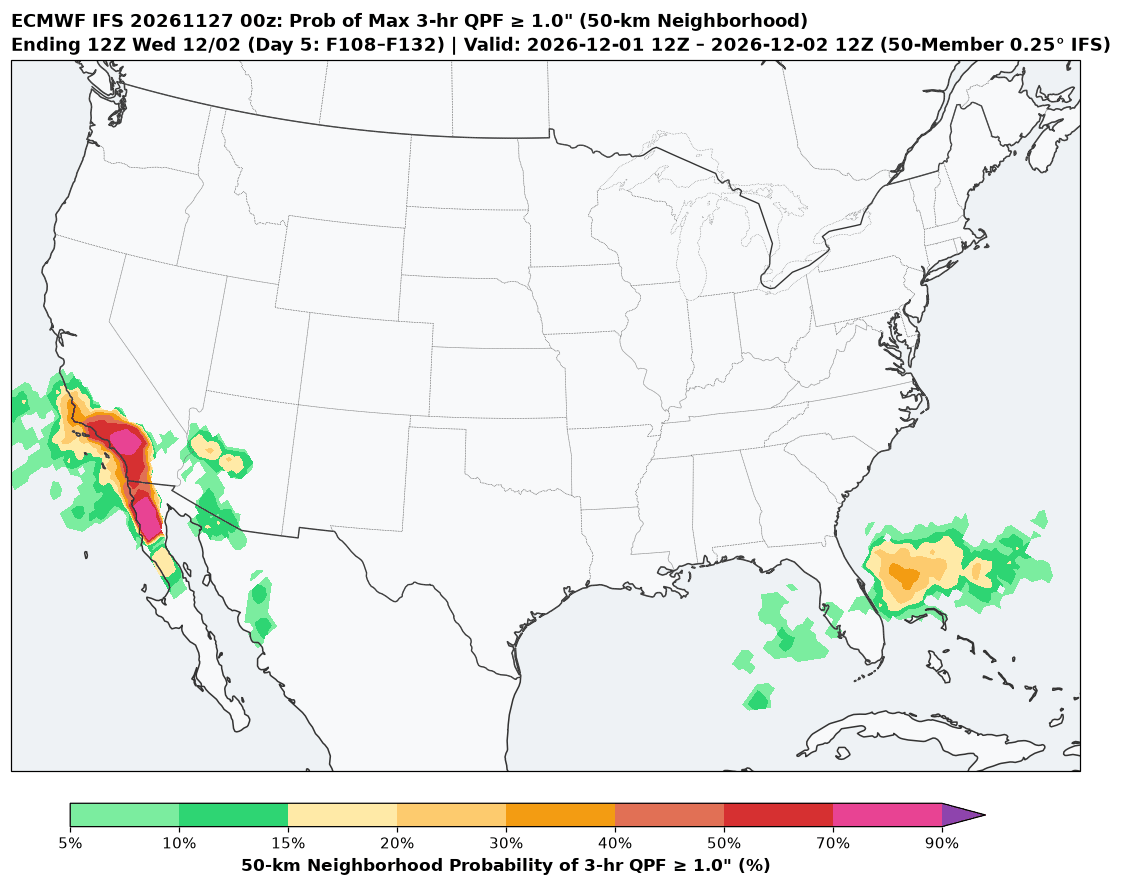 ECMWF IFS 20261127 00z: Prob of Max 3-hr QPF ≥ 1.0" (50-km Neighborhood)
Ending 12Z Wed 12/02 (Day 5: F108–F132) | Valid: 2026-12-01 12Z – 2026-12-02 12Z (50-Member 0.25° IFS)
5% 10% 15% 20% 30% 40% 50% 70% 90%
50-km Neighborhood Probability of 3-hr QPF ≥ 1.0" (%)